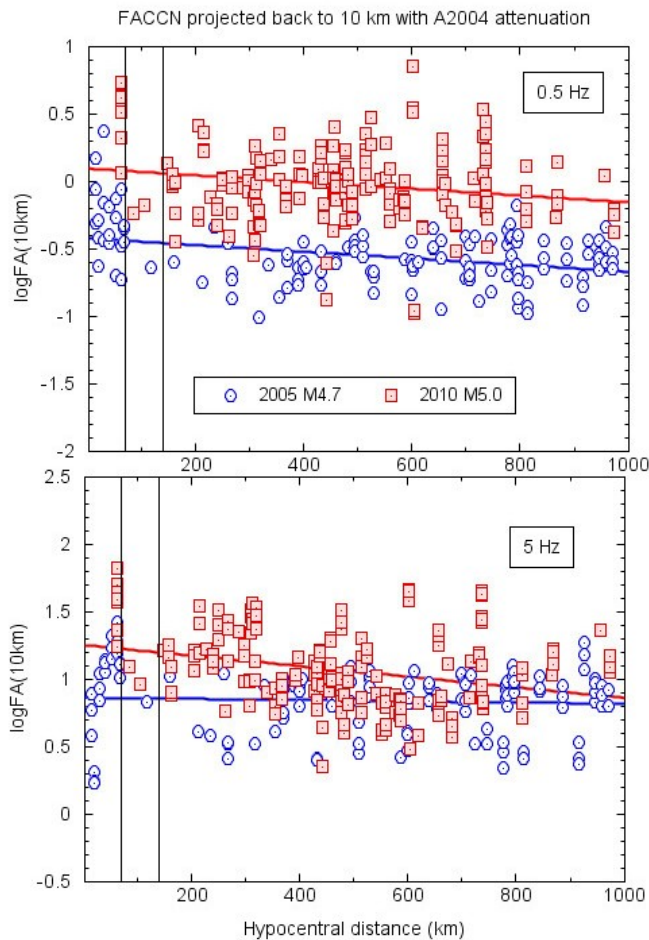 FACCN projected back to 10 km with A2004 attenuation
1
0.5 Hz
0.5
0
logFA(10km)
-0.5
-1
2005 M4.7 2010 M5.0
-1.5
-2
200 400 600 800 1000
2.5
2
5 Hz
1.5
logFA(10km)
1
0.5
0
-0.5
200 400 600 800 1000
Hypocentral distance (km)